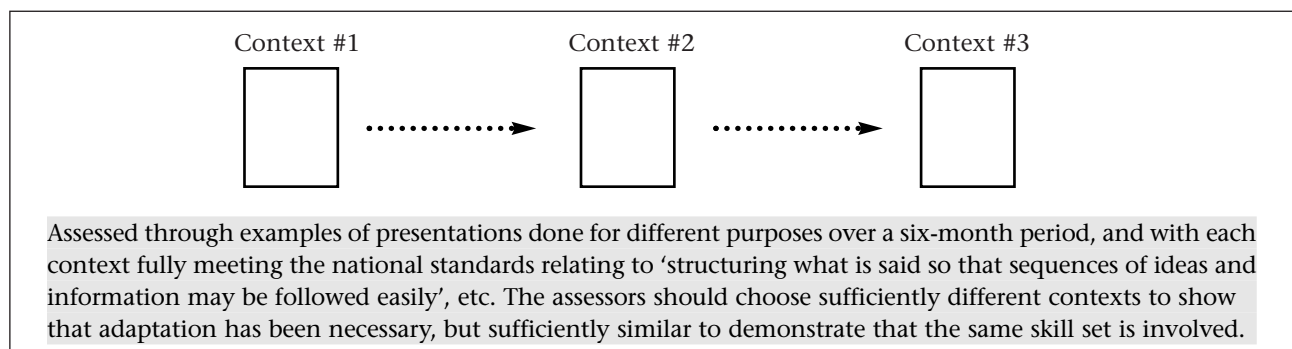 Context #1 Context #2 Context #3
Assessed through examples of presentations done for different purposes over a six-month period, and with each
context fully meeting the national standards relating to ‘structuring what is said so that sequences of ideas and
information may be followed easily’, etc. The assessors should choose sufficiently different contexts to show
that adaptation has been necessary, but sufficiently similar to demonstrate that the same skill set is involved.